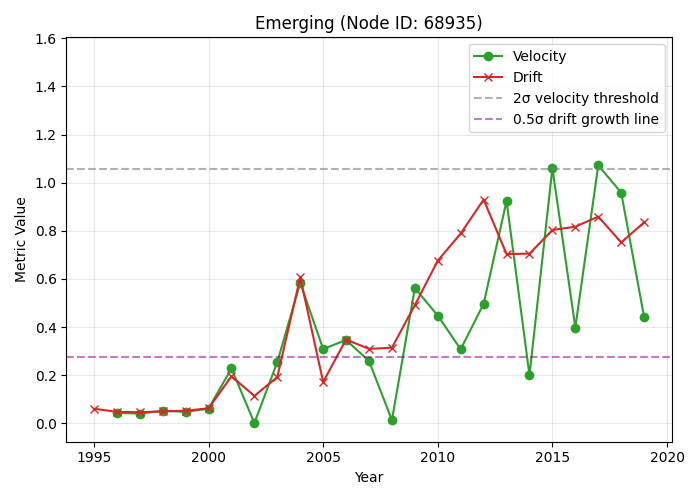 Emerging (Node ID: 68935)
Velocity
Drift
2σ velocity threshold
0.5σ drift growth line
Metric Value
1.6
1.4
1.2
1.0
0.8
0.6
0.4
0.2
0.0
1995
2000
2005
2010
2015
2020
Year